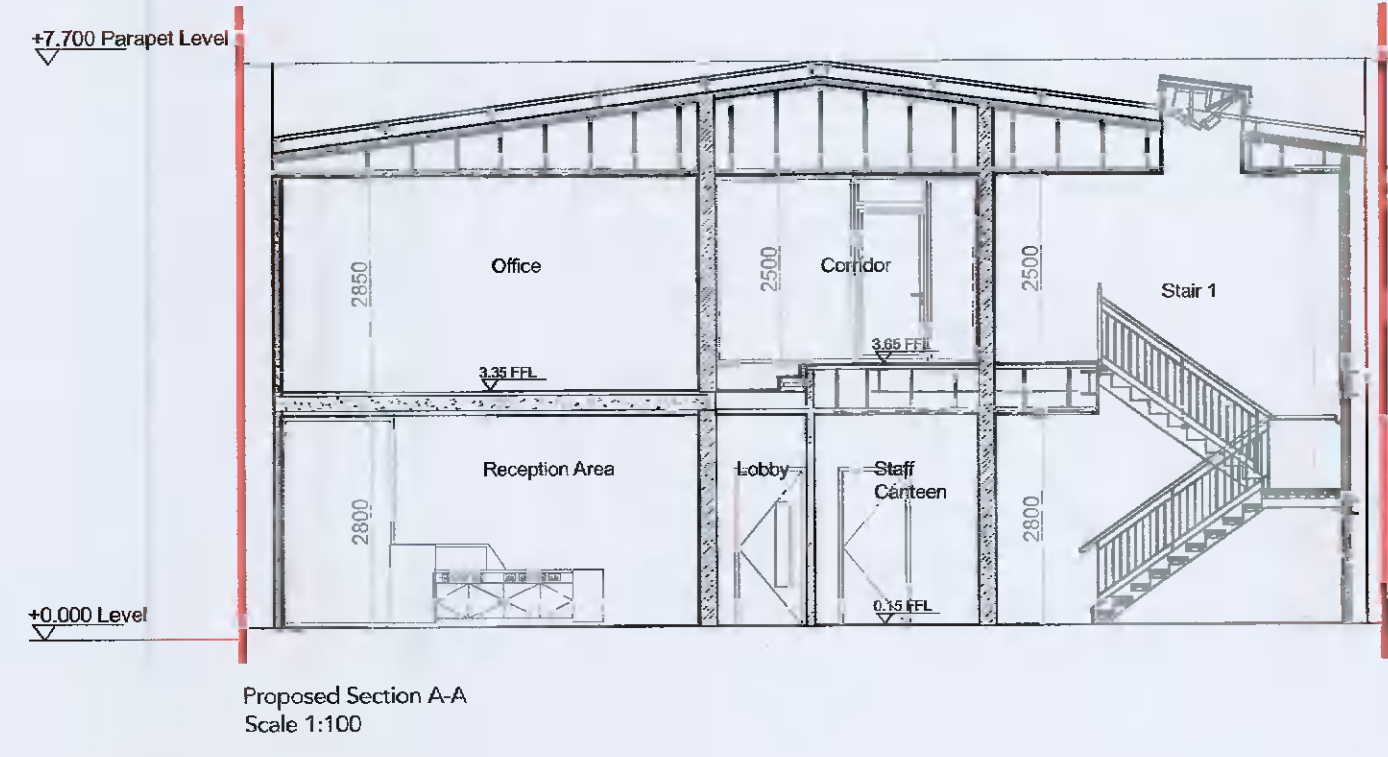 +7.700 Parapet Level
Office
Corridor
Stair 1
2850
2500
2500
3.65 FFL
3.35 FFL
Reception Area
Lobby
Staff
Canteen
2800
2800
0.15 FFL
+0.000 Level
Proposed Section A-A
Scale 1:100